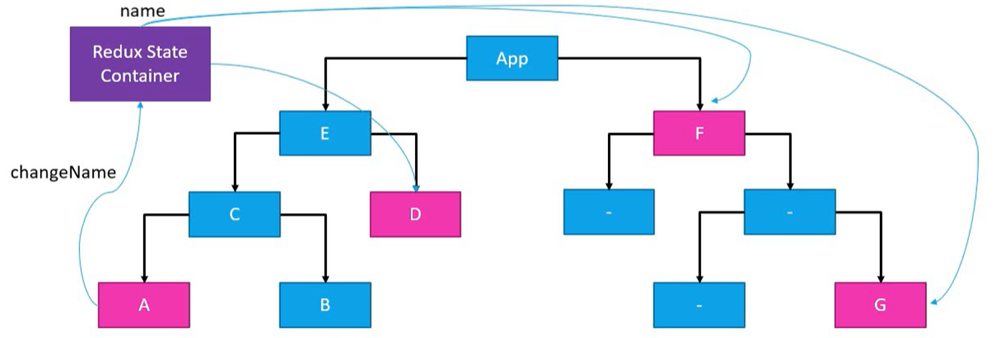 name
Redux State
Container
App
E
F
changeName
C
D
-
-
A
B
-
G